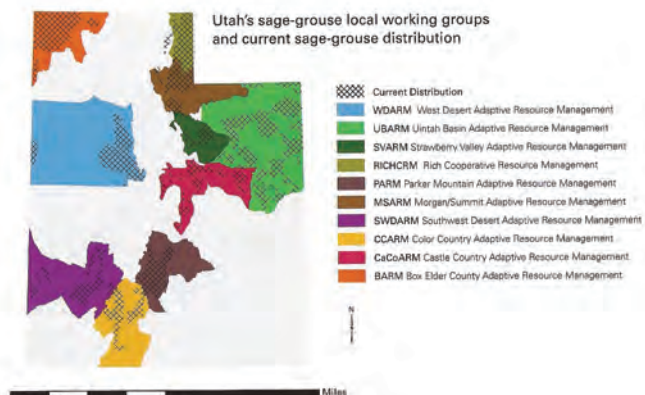 Utah's sage-grouse local working groups
and current sage-grouse distribution
Current Distribution
WDARM West Desert Adaptive Resource Management
UBARM Uintah Basin Adaptive Resource Management
SVARM Strawberry Valley Adaptive Resource Management
RICHCRM Rich Cooperative Resource Management
PARM Parker Mountain Adaptive Resource Management
MSARM Morgen/Summit Adaptive Resource Management
SWDARM Southwest Desert Adaptive Resource Management
CCARM Color Country Adaptive Resource Management
CaCoARM Castle Country Adaptive Resource Management
BARM Box Elder County Adaptive Resource Management
N
Miles